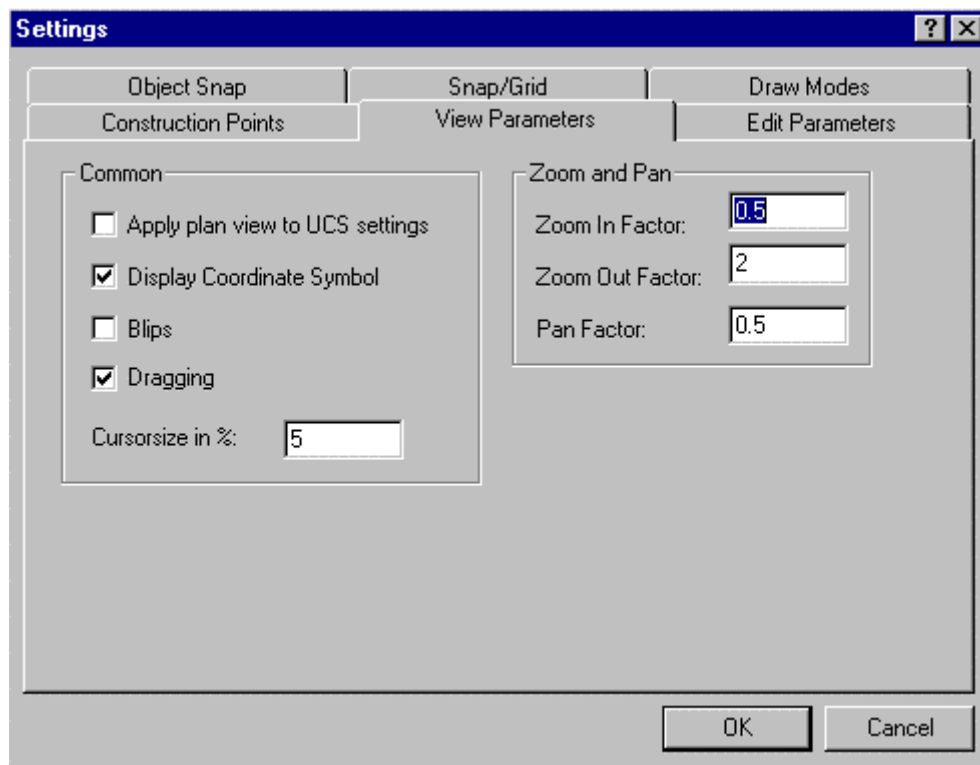 Settings
Object Snap
Snap/Grid
Draw Modes
Construction Points
View Parameters
Edit Parameters
Common
Apply plan view to UCS settings
Display Coordinate Symbol
Blips
Dragging
Cursorsize in %:
5
Zoom and Pan
Zoom In Factor:
0.5
Zoom Out Factor:
2
Pan Factor:
0.5
OK
Cancel